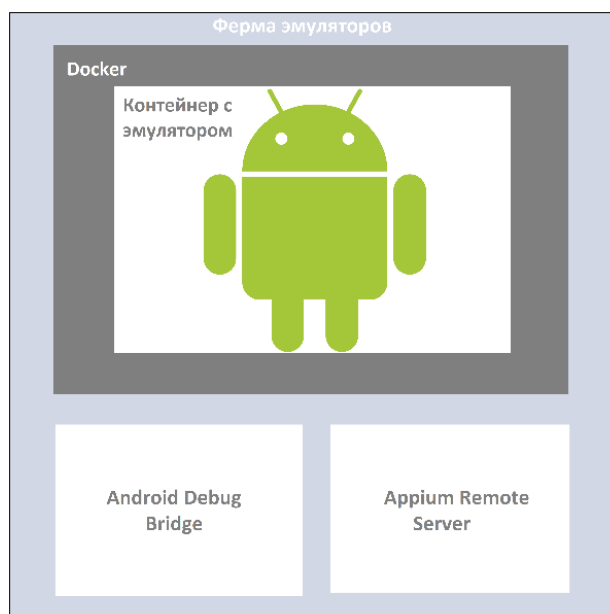 Ферма эмуляторов
Docker
Контейнер с
эмулятором
Android Debug
Bridge
Appium Remote
Server